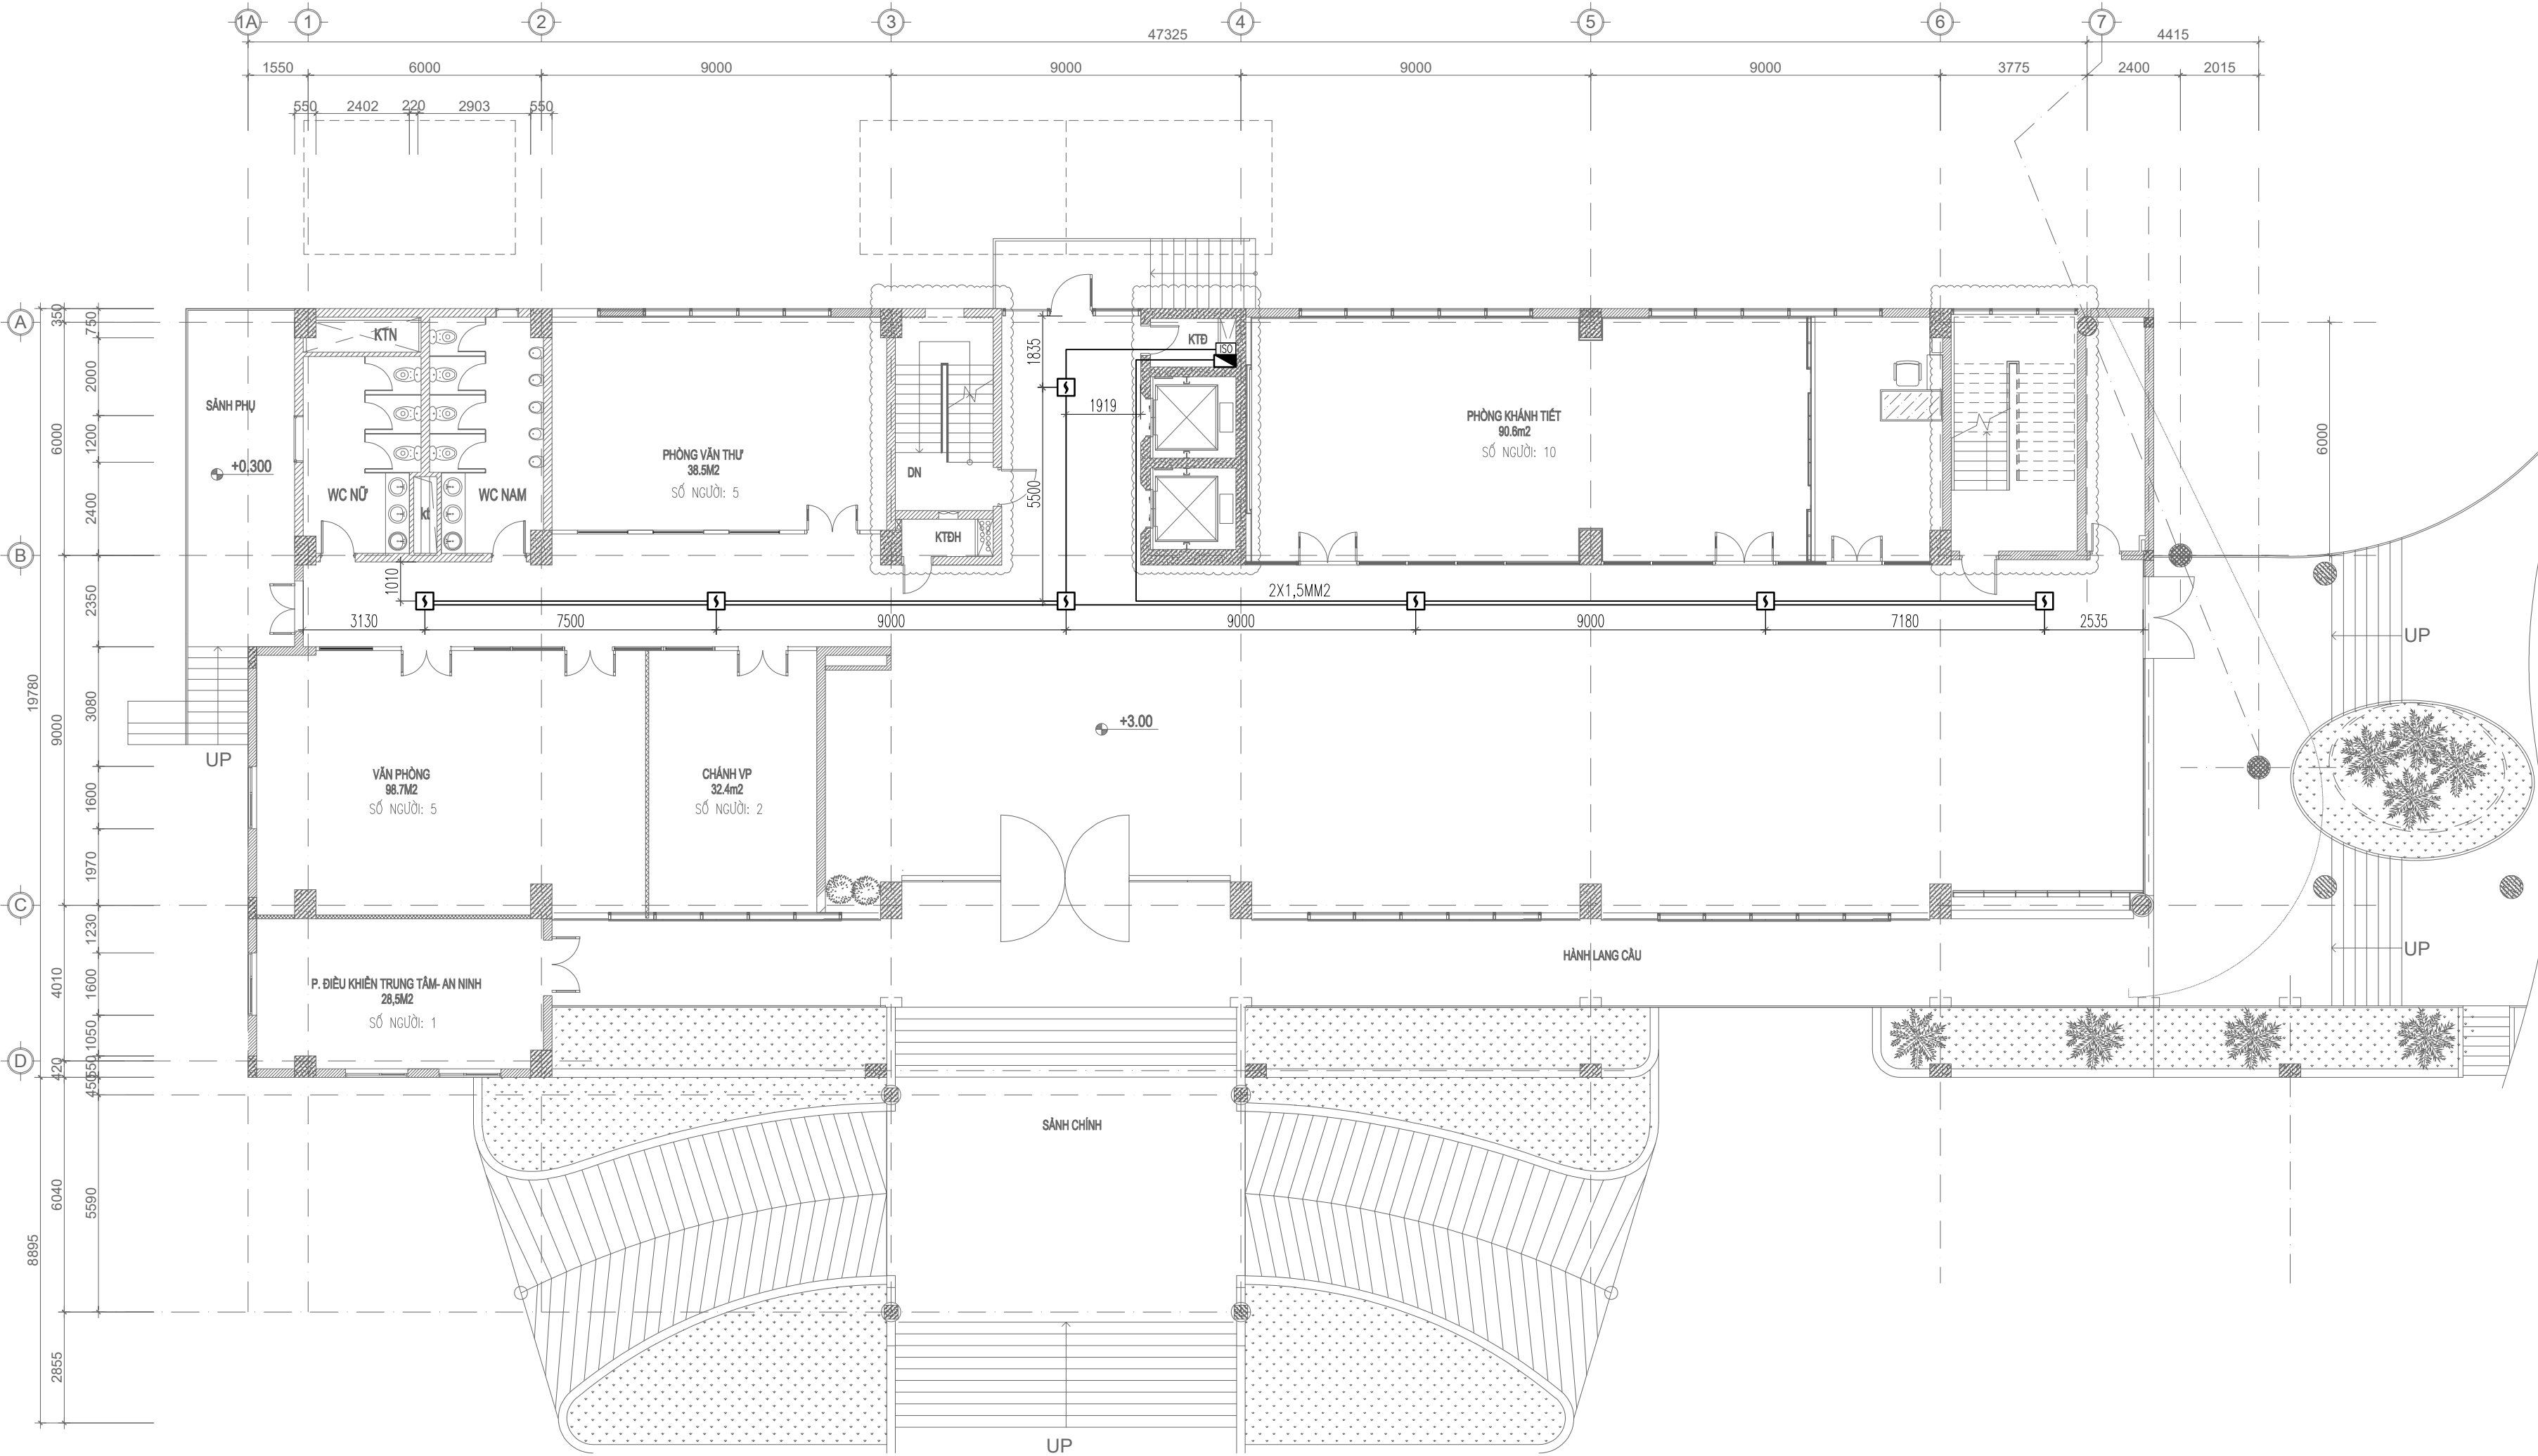 1A 1 2 3 4 5 6 7
47325 4415
1550 6000 9000 9000 9000 9000 3775 2400 2015
550 2402 220 2903 550
A
B
C
D
19780
8895
350
6000
9000
4010
420
6040
2855
750
2000
1200
2400
2350
3080
1600
1970
1230
1600
1050
550
450
5590
KTN
SẢNH PHỤ
+0.300
WC NỮ
kt
WC NAM
PHÒNG VĂN THƯ
38.5M2
SỐ NGƯỜI: 5
DN
KTĐH
1835
5500
1919
KTĐ
ISO
PHÒNG KHÁNH TIẾT
90.6m2
SỐ NGƯỜI: 10
6000
1010
2X1,5MM2
3130 7500 9000 9000 9000 7180 2535
UP
UP
+3.00
VĂN PHÒNG
98.7M2
SỐ NGƯỜI: 5
CHÁNH VP
32.4m2
SỐ NGƯỜI: 2
P. ĐIỀU KHIỂN TRUNG TÂM- AN NINH
28,5M2
SỐ NGƯỜI: 1
HÀNH LANG CẦU
UP
SẢNH CHÍNH
UP